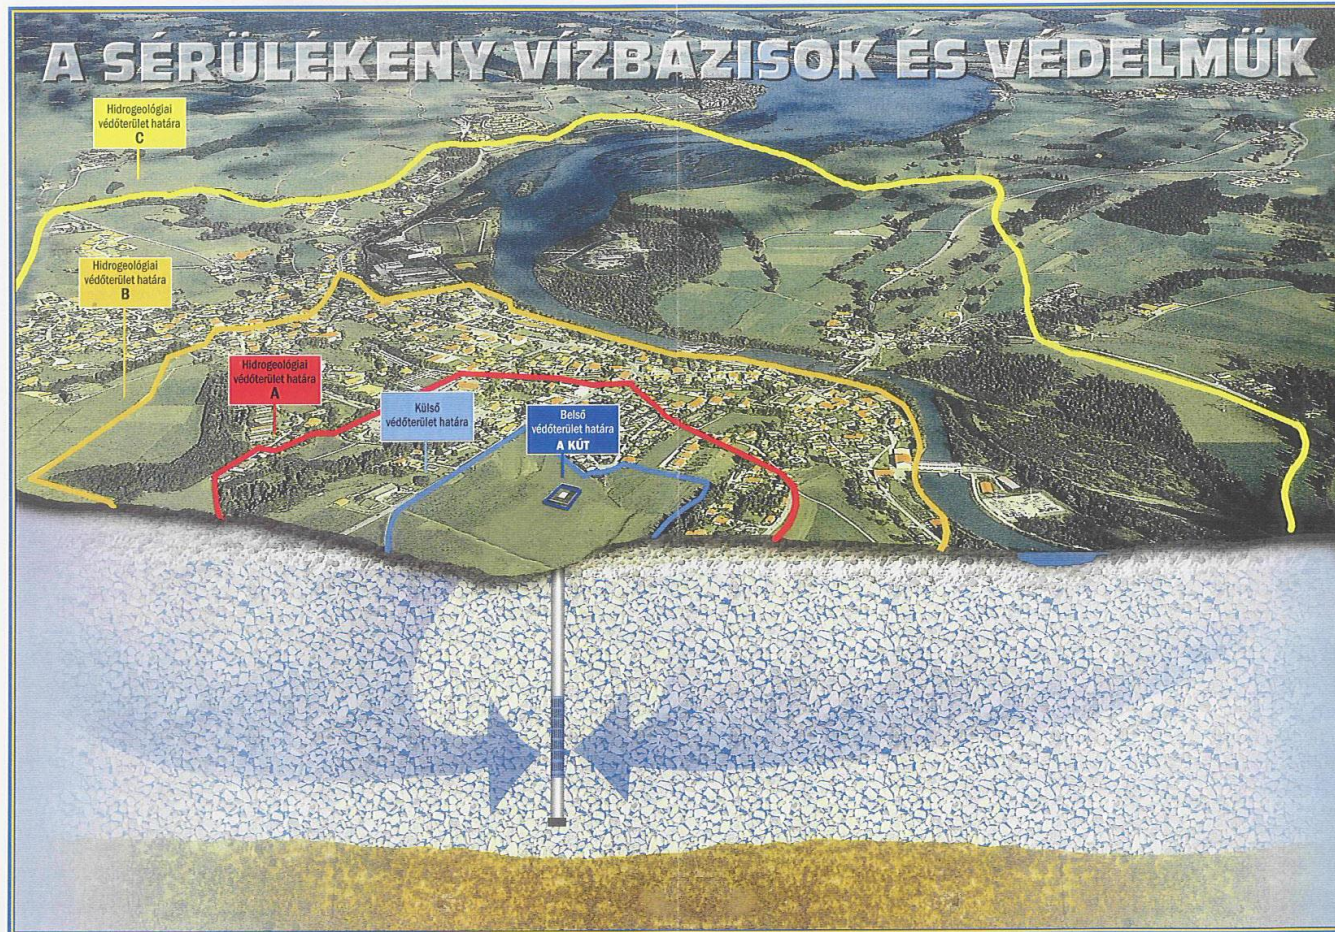 A SÉRÜLÉKENY VÍZBÁZISOK ÉS VÉDELMÜK
Hidrogeológiai
védőterület határa
C
Hidrogeológiai
védőterület határa
B
Hidrogeológiai
védőterület határa
A
Külső
védőterület határa
Belső
védőterület határa
A KÚT